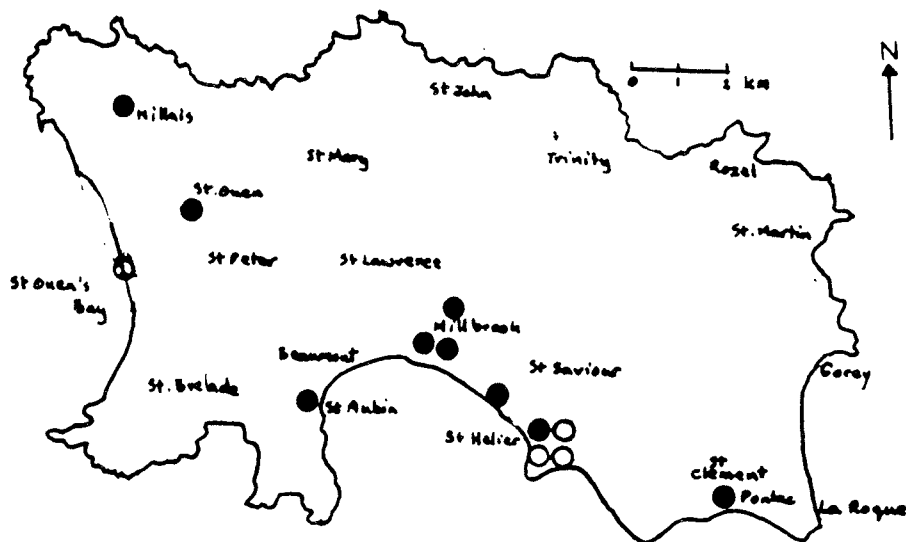 N
0 1 2 km
St John
Millais
St Mary
Trinity
Rozel
St. Ouen
St. Martin
St Peter
St Lawrence
St Ouen's
Bay
Millbrook
Beaumont
St Saviour
Gorey
St. Brelade
St Aubin
St Helier
St
Clement
Pontac
La Roque